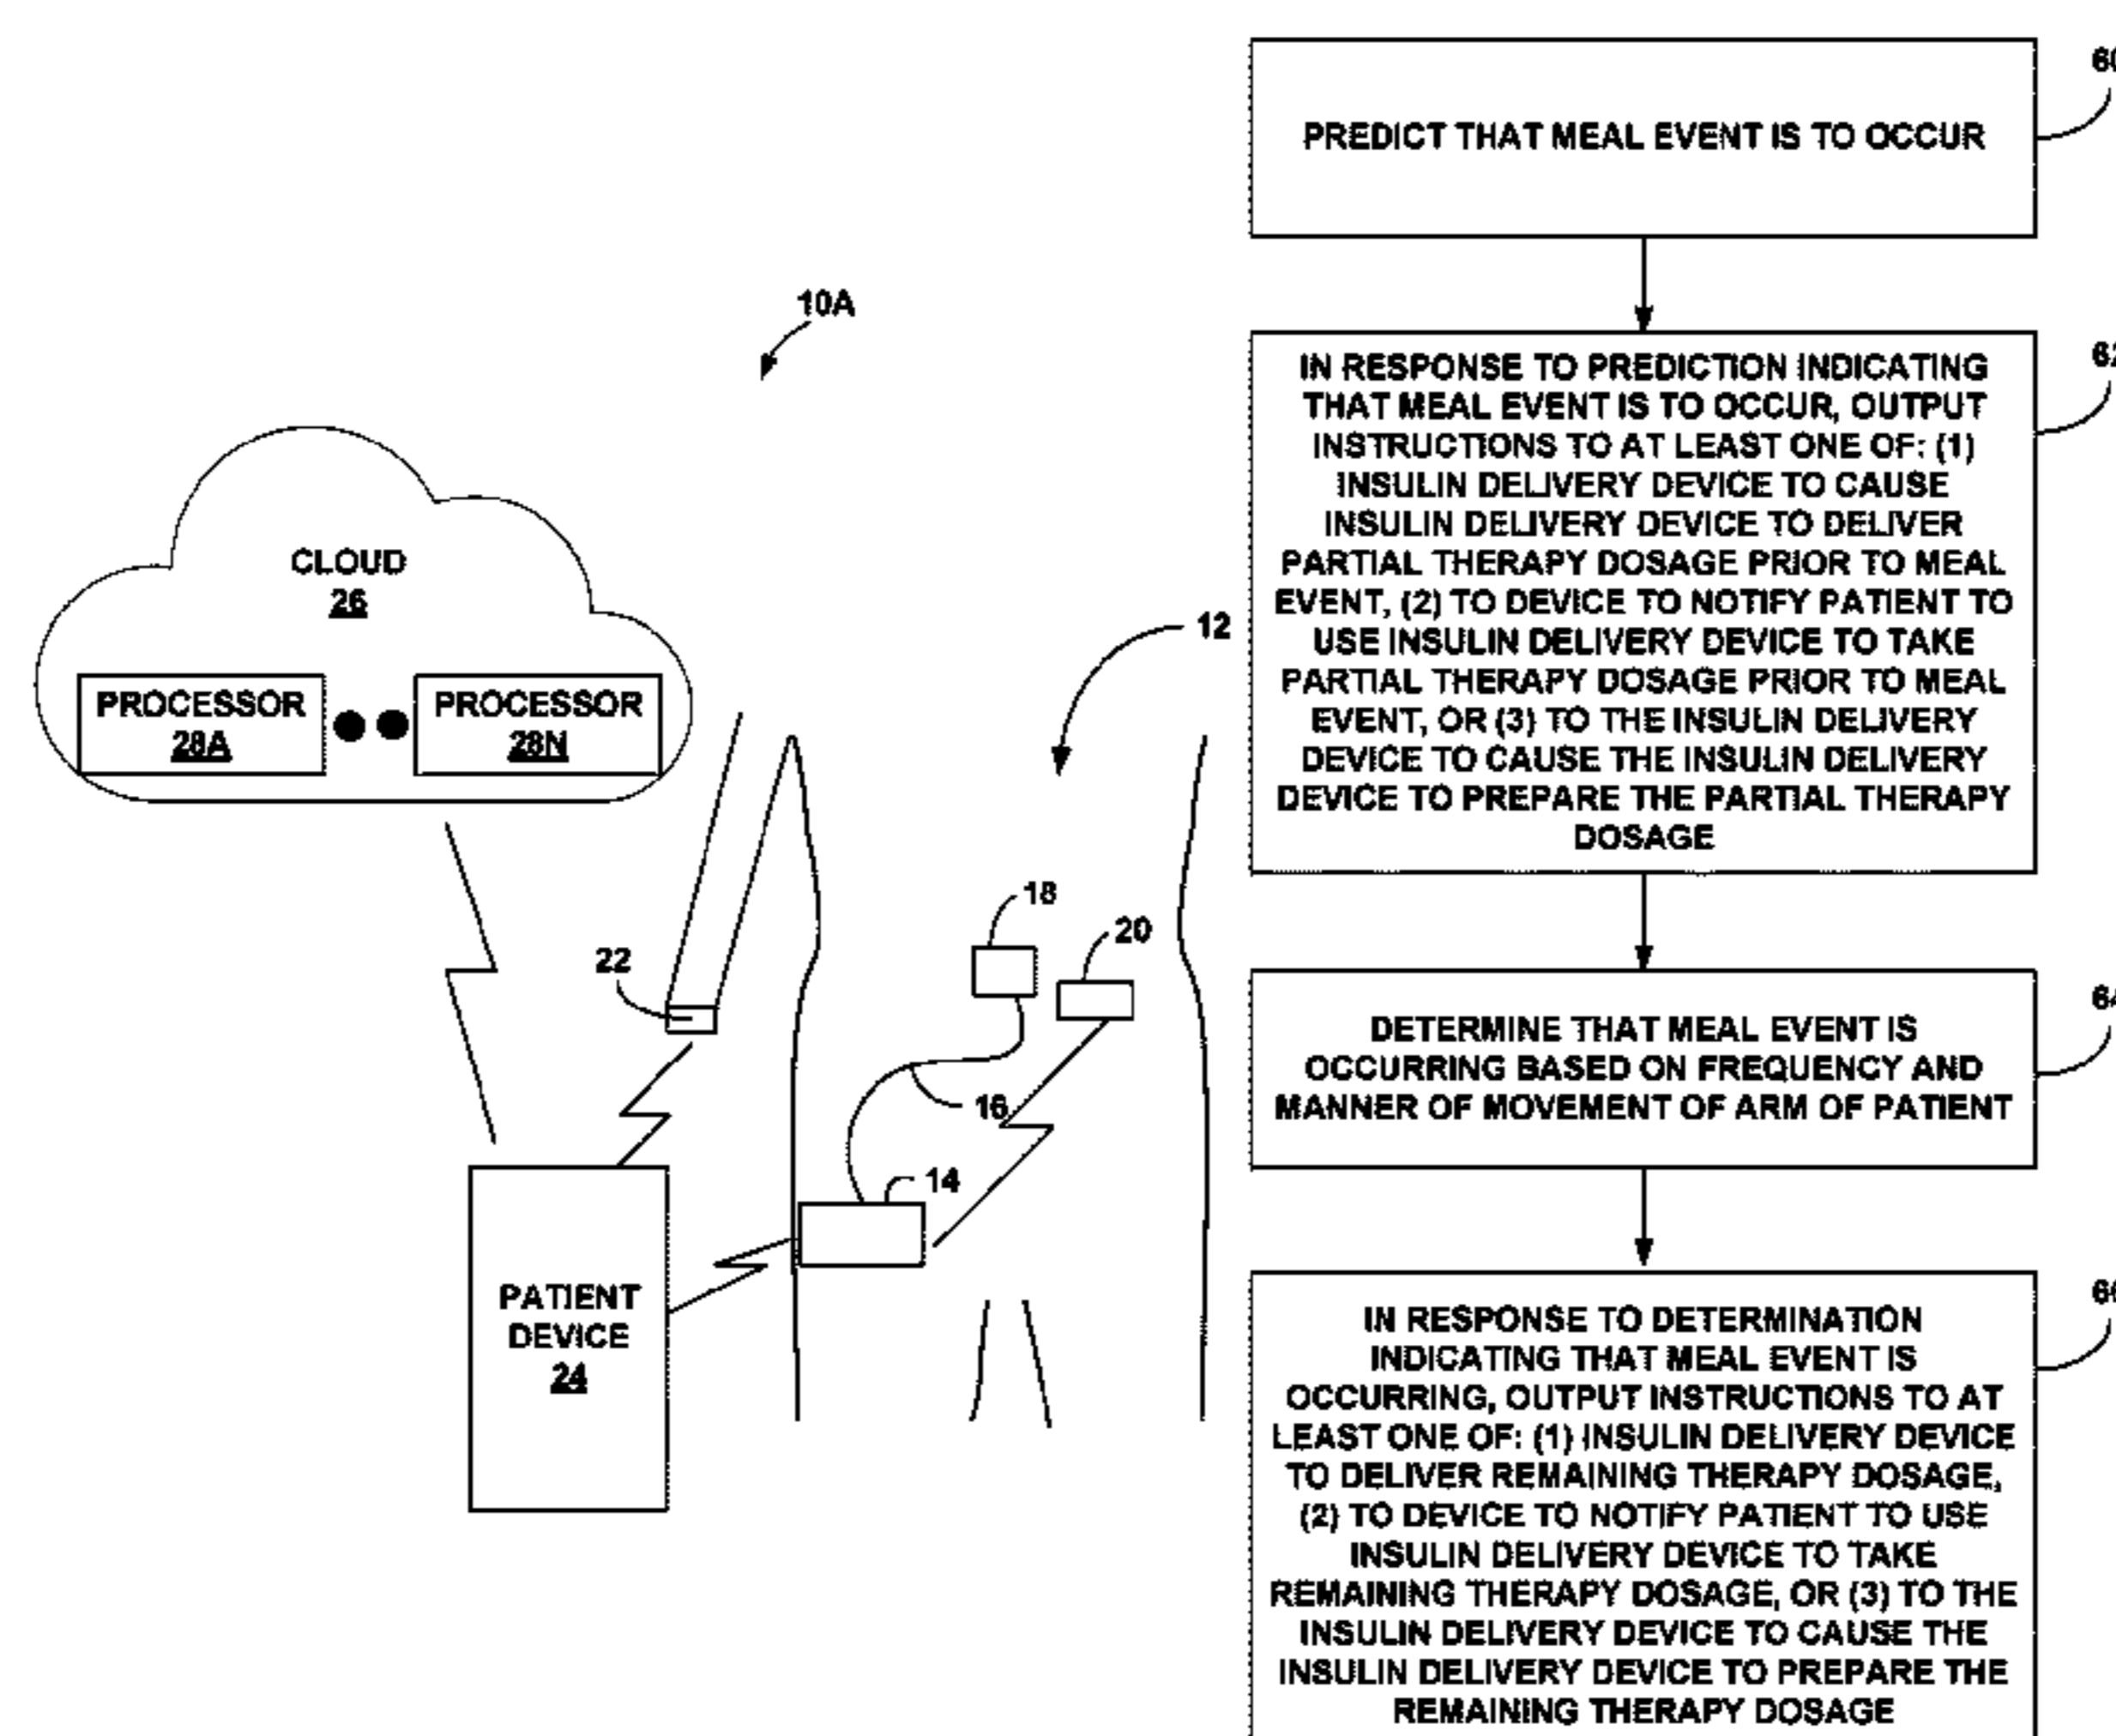 10A
CLOUD
26
PROCESSOR
28A
PROCESSOR
28N
12
18
20
22
16
14
PATIENT
DEVICE
24
PREDICT THAT MEAL EVENT IS TO OCCUR
IN RESPONSE TO PREDICTION INDICATING
THAT MEAL EVENT IS TO OCCUR, OUTPUT
INSTRUCTIONS TO AT LEAST ONE OF: (1)
INSULIN DELIVERY DEVICE TO CAUSE
INSULIN DELIVERY DEVICE TO DELIVER
PARTIAL THERAPY DOSAGE PRIOR TO MEAL
EVENT, (2) TO DEVICE TO NOTIFY PATIENT TO
USE INSULIN DELIVERY DEVICE TO TAKE
PARTIAL THERAPY DOSAGE PRIOR TO MEAL
EVENT, OR (3) TO THE INSULIN DELIVERY
DEVICE TO CAUSE THE INSULIN DELIVERY
DEVICE TO PREPARE THE PARTIAL THERAPY
DOSAGE
DETERMINE THAT MEAL EVENT IS
OCCURRING BASED ON FREQUENCY AND
MANNER OF MOVEMENT OF ARM OF PATIENT
IN RESPONSE TO DETERMINATION
INDICATING THAT MEAL EVENT IS
OCCURRING, OUTPUT INSTRUCTIONS TO AT
LEAST ONE OF: (1) INSULIN DELIVERY DEVICE
TO DELIVER REMAINING THERAPY DOSAGE,
(2) TO DEVICE TO NOTIFY PATIENT TO USE
INSULIN DELIVERY DEVICE TO TAKE
REMAINING THERAPY DOSAGE, OR (3) TO THE
INSULIN DELIVERY DEVICE TO CAUSE THE
INSULIN DELIVERY DEVICE TO PREPARE THE
REMAINING THERAPY DOSAGE